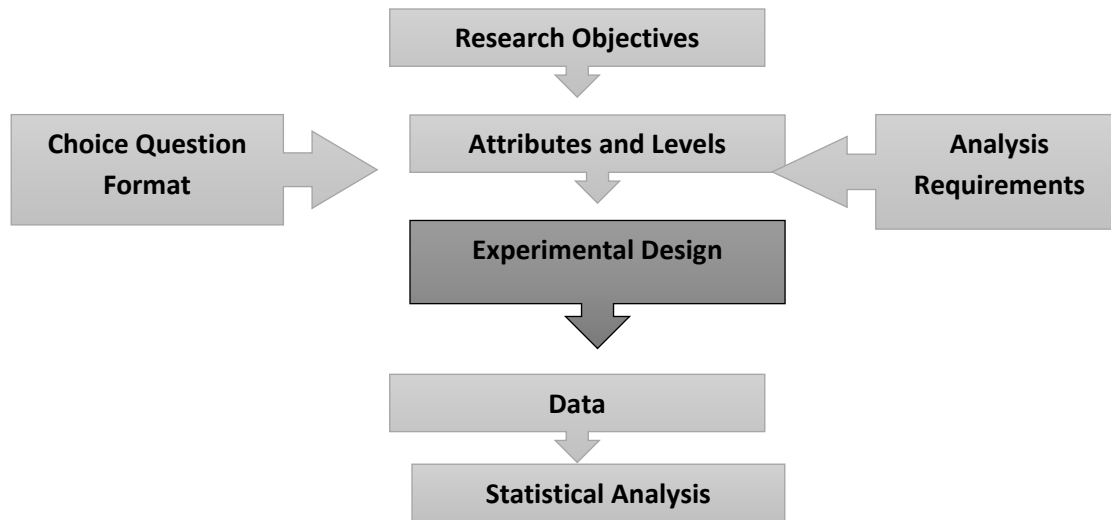 Research Objectives
Choice Question
Format
Attributes and Levels
Analysis
Requirements
Experimental Design
Data
Statistical Analysis